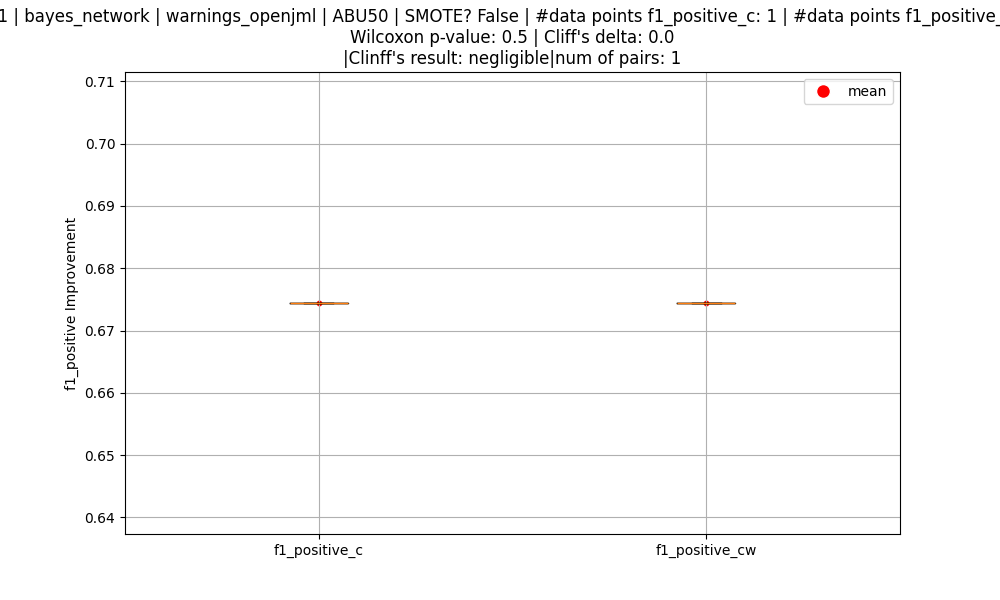 1 | bayes_network | warnings_openjml | ABU50 | SMOTE? False | #data points f1_positive_c: 1 | #data points f1_positive_
Wilcoxon p-value: 0.5 | Cliff's delta: 0.0
|Clinff's result: negligible|num of pairs: 1
mean
0.71
0.70
0.69
0.68
0.67
0.66
0.65
0.64
f1_positive Improvement
f1_positive_c
f1_positive_cw